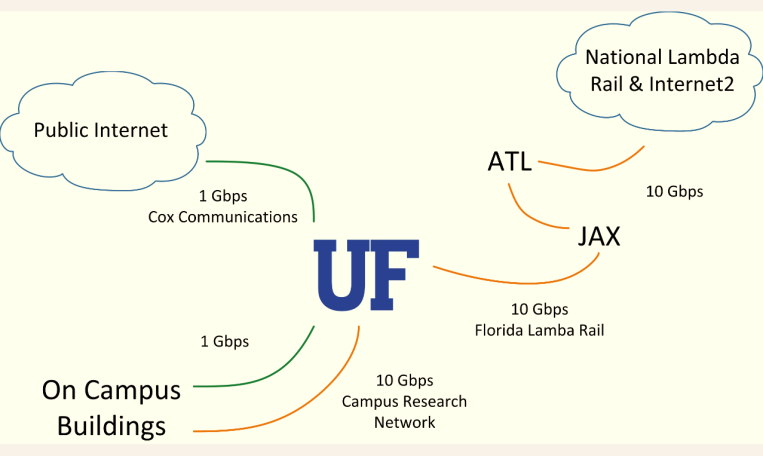 National Lambda
Rail & Internet2
Public Internet
ATL
10 Gbps
1 Gbps
Cox Communications
JAX
UF
10 Gbps
Florida Lamba Rail
1 Gbps
10 Gbps
Campus Research
Network
On Campus
Buildings